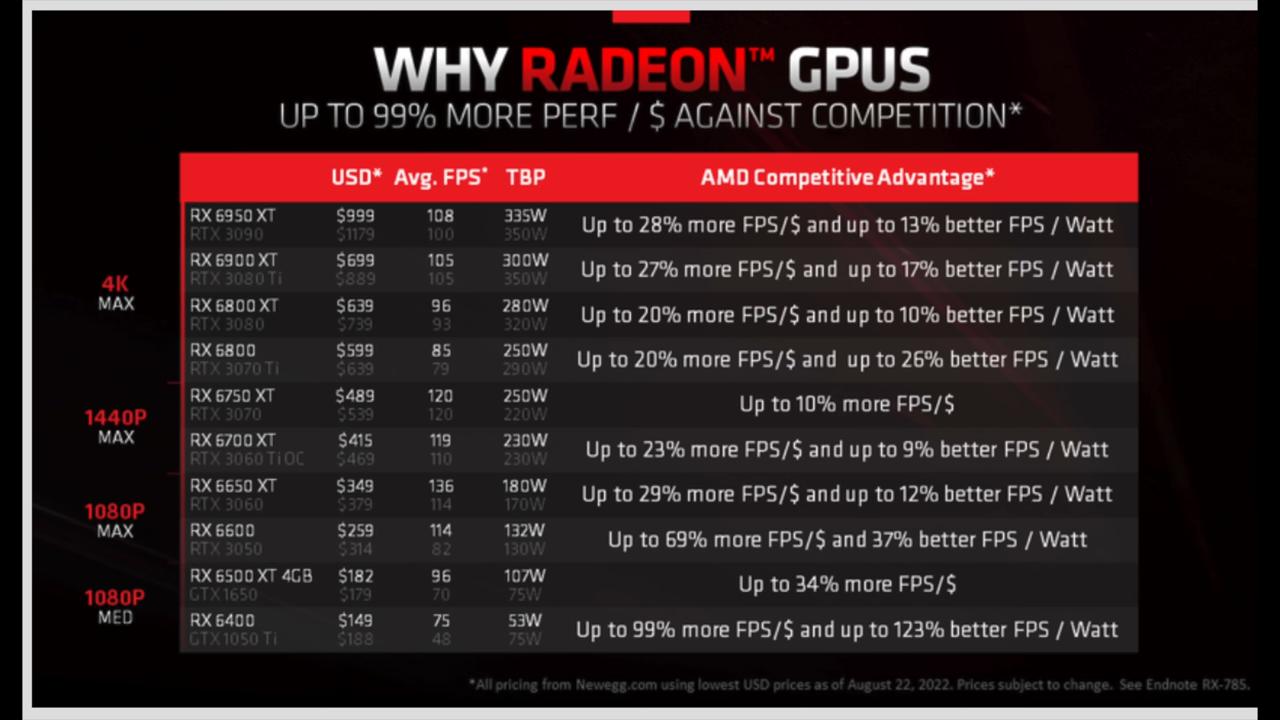 WHY RADEON™ GPUS
UP TO 99% MORE PERF / $ AGAINST COMPETITION*
USD* Avg. FPS* TBP AMD Competitive Advantage*
4K
MAX
RX 6950 XT $999 108 335W
RTX 3090 $1179 100 350W
Up to 28% more FPS/$ and up to 13% better FPS / Watt
RX 6900 XT $699 105 300W
RTX 3080 Ti $889 105 350W
Up to 27% more FPS/$ and up to 17% better FPS / Watt
RX 6800 XT $639 96 280W
RTX 3080 $739 93 320W
Up to 20% more FPS/$ and up to 10% better FPS / Watt
RX 6800 $599 85 250W
RTX 3070 Ti $639 79 290W
Up to 20% more FPS/$ and up to 26% better FPS / Watt
1440P
MAX
RX 6750 XT $489 120 250W
RTX 3070 $539 120 220W
Up to 10% more FPS/$
RX 6700 XT $415 119 230W
RTX 3060 Ti OC $469 110 230W
Up to 23% more FPS/$ and up to 9% better FPS / Watt
1080P
MAX
RX 6650 XT $349 136 180W
RTX 3060 $379 114 170W
Up to 29% more FPS/$ and up to 12% better FPS / Watt
RX 6600 $259 114 132W
RTX 3050 $314 82 130W
Up to 69% more FPS/$ and 37% better FPS / Watt
1080P
MED
RX 6500 XT 4GB $182 96 107W
GTX 1650 $179 70 75W
Up to 34% more FPS/$
RX 6400 $149 75 53W
GTX 1050 Ti $188 48 75W
Up to 99% more FPS/$ and up to 123% better FPS / Watt
*All pricing from Newegg.com using lowest USD prices as of August 22, 2022. Prices subject to change. See Endnote RX-785.